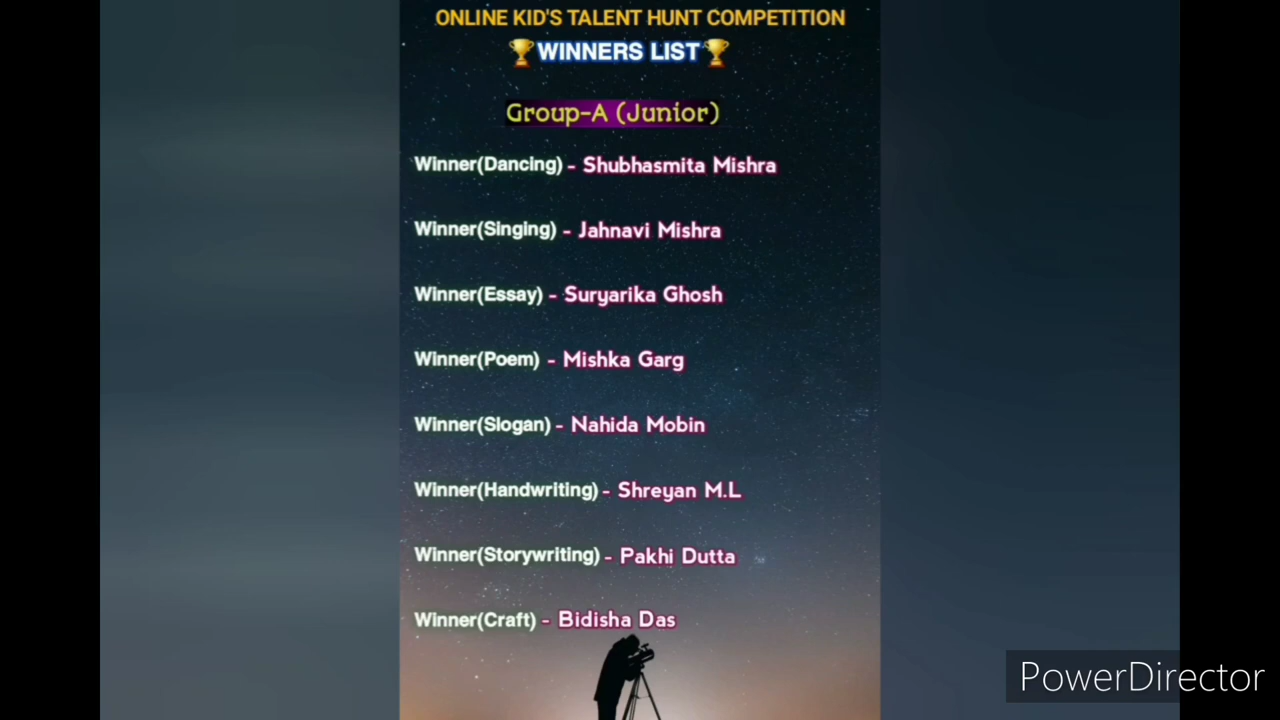 ONLINE KID'S TALENT HUNT COMPETITION
🏆WINNERS LIST🏆
Group-A (Junior)
Winner(Dancing) - Shubhasmita Mishra
Winner(Singing) - Jahnavi Mishra
Winner(Essay) - Suryarika Ghosh
Winner(Poem) - Mishka Garg
Winner(Slogan) - Nahida Mobin
Winner(Handwriting) - Shreyan M.L
Winner(Storywriting) - Pakhi Dutta
Winner(Craft) - Bidisha Das
PowerDirector